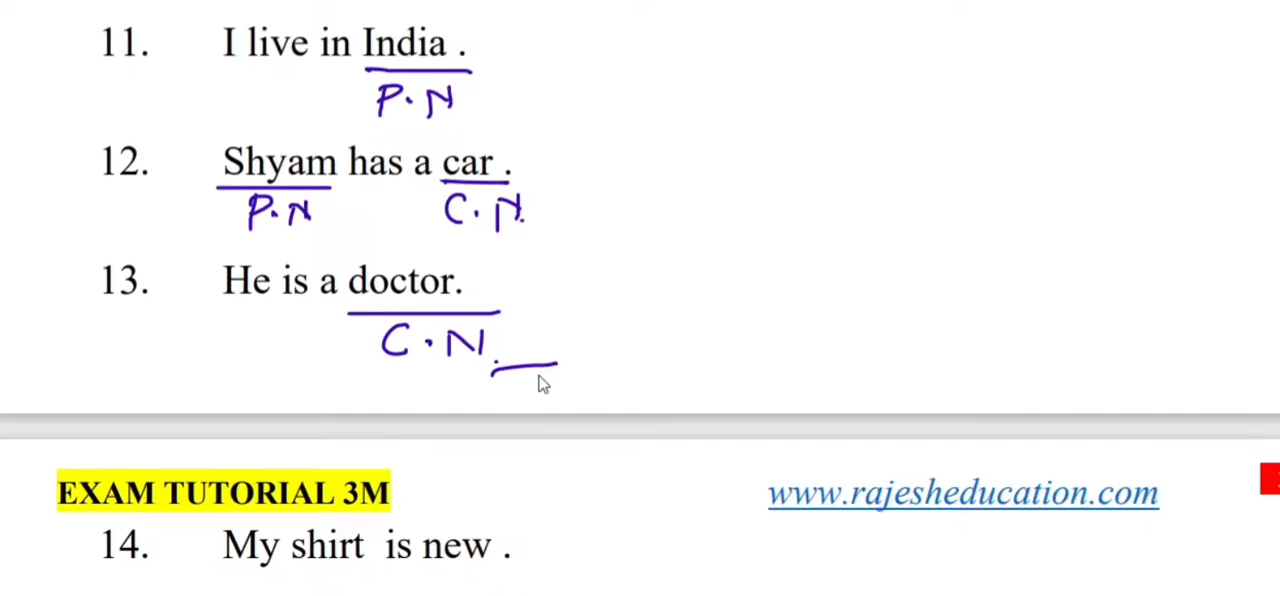 11. I live in India .
P.N
12. Shyam has a car .
P.N C.N.
13. He is a doctor.
C.N.
EXAM TUTORIAL 3M www.rajesheducation.com
14. My shirt is new .